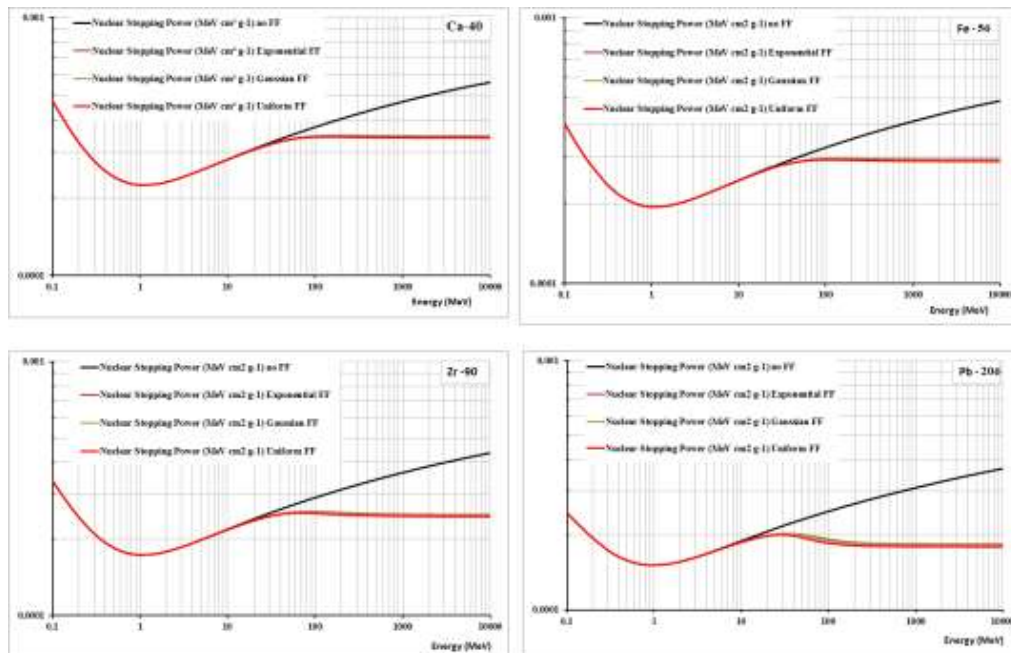 0.001
Ca-40
Nuclear Stopping Power (MeV cm² g-1) no FF
Nuclear Stopping Power (MeV cm² g-1) Exponential FF
Nuclear Stopping Power (MeV cm² g-1) Gaussian FF
Nuclear Stopping Power (MeV cm² g-1) Uniform FF
0.0001
0.1 1 10 100 1000 10000
Energy (MeV)
0.001
Fe - 56
Nuclear Stopping Power (MeV cm2 g-1) no FF
Nuclear Stopping Power (MeV cm2 g-1) Exponential FF
Nuclear Stopping Power (MeV cm2 g-1) Gaussian FF
Nuclear Stopping Power (MeV cm2 g-1) Uniform FF
0.0001
0.1 1 10 100 1000 10000
Energy (MeV)
0.001
Zr -90
Nuclear Stopping Power (MeV cm2 g-1) no FF
Nuclear Stopping Power (MeV cm2 g-1) Exponential FF
Nuclear Stopping Power (MeV cm2 g-1) Gaussian FF
Nuclear Stopping Power (MeV cm2 g-1) Uniform FF
0.0001
0.1 1 10 100 1000 10000
Energy (MeV)
0.001
Pb -206
Nuclear Stopping Power (MeV cm2 g-1) no FF
Nuclear Stopping Power (MeV cm2 g-1) Exponential FF
Nuclear Stopping Power (MeV cm2 g-1) Gaussian FF
Nuclear Stopping Power (MeV cm2 g-1) Uniform FF
0.0001
0.1 1 10 100 1000 10000
Energy (MeV)